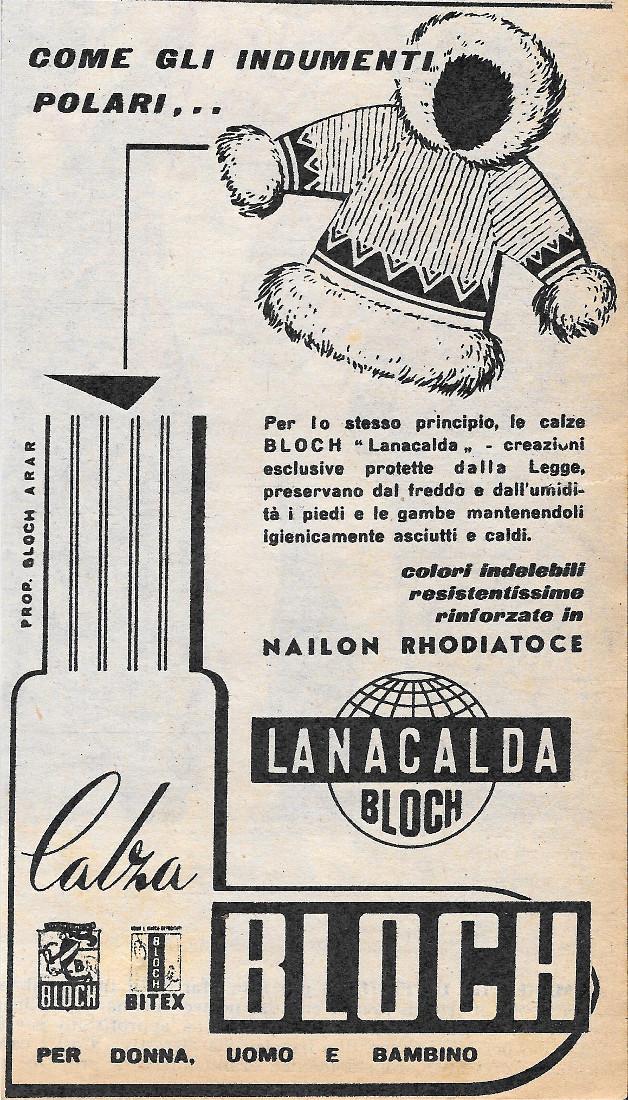 COME GLI INDUMENTI
POLARI,..
Per lo stesso principio, le calze
BLOCH “Lanacalda„ - creazioni
esclusive protette dalla Legge,
preservano dal freddo e dall'umidi-
tà i piedi e le gambe mantenendoli
igienicamente asciutti e caldi.
colori indelebili
resistentissime
rinforzate in
NAILON RHODIATOCE
PROP. BLOCH ARAR
LANACALDA
BLOCH
Calza
BLOCH
BLOCH
BLOCH
BITEX
PER DONNA, UOMO E BAMBINO